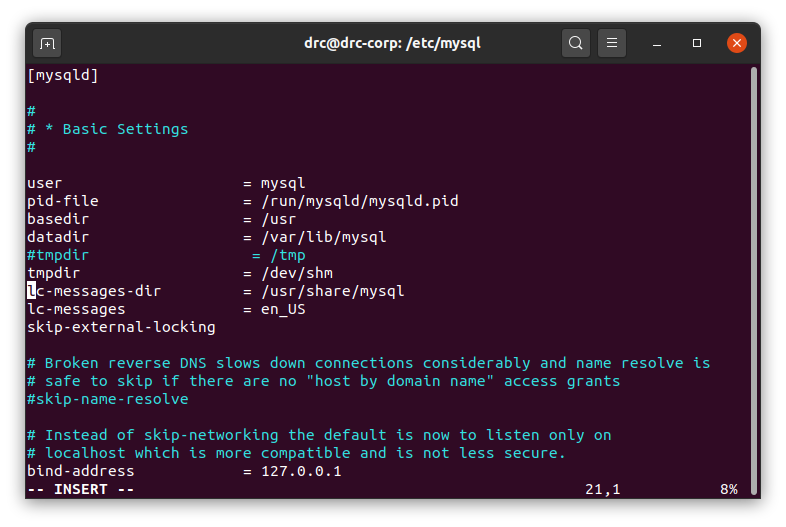 drc@drc-corp: /etc/mysql
[mysqld]
#
# * Basic Settings
#
user                    = mysql
pid-file                = /run/mysqld/mysqld.pid
basedir                 = /usr
datadir                 = /var/lib/mysql
#tmpdir                  = /tmp
tmpdir                  = /dev/shm
lc-messages-dir         = /usr/share/mysql
lc-messages             = en_US
skip-external-locking
# Broken reverse DNS slows down connections considerably and name resolve is
# safe to skip if there are no "host by domain name" access grants
#skip-name-resolve
# Instead of skip-networking the default is now to listen only on
# localhost which is more compatible and is not less secure.
bind-address            = 127.0.0.1
-- INSERT --                                                  21,1           8%